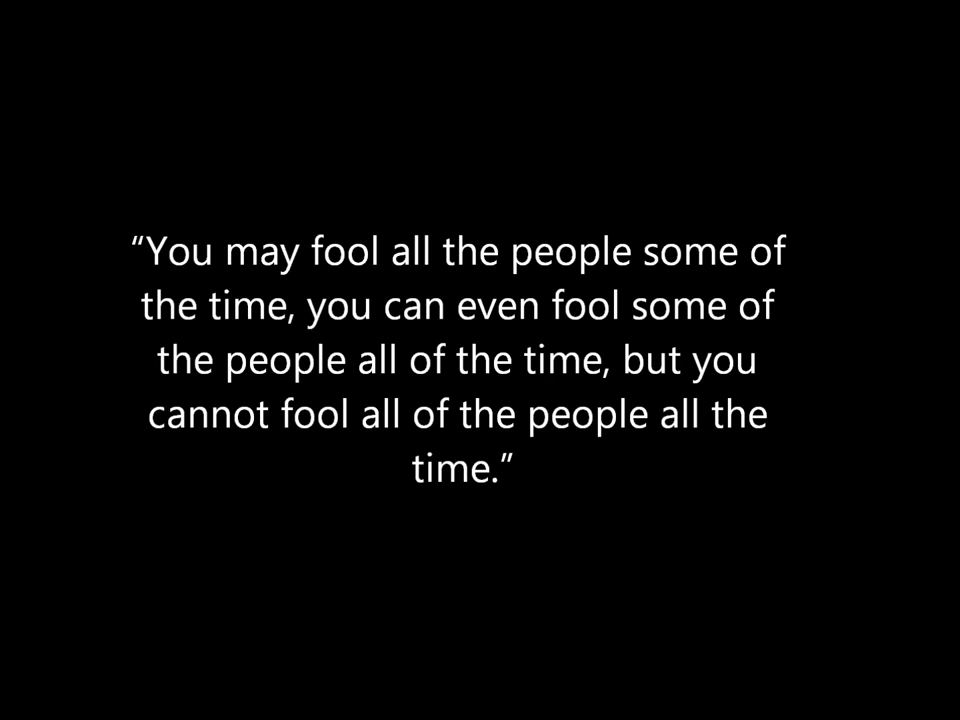 “You may fool all the people some of
the time, you can even fool some of
the people all of the time, but you
cannot fool all of the people all the
time.”